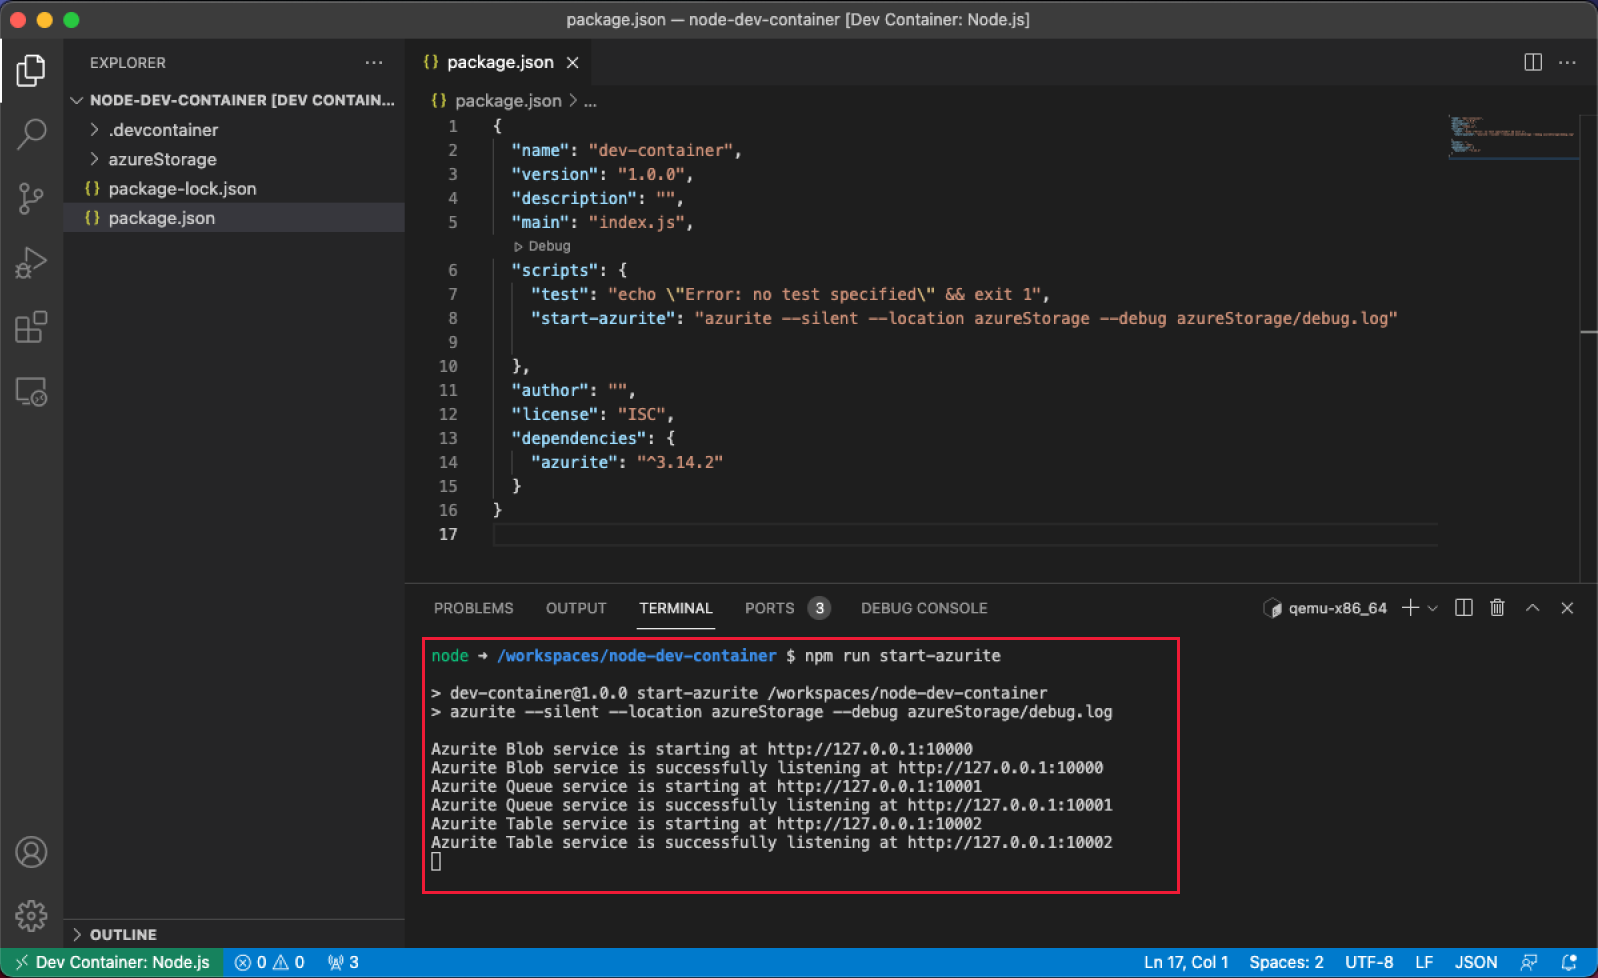 package.json — node-dev-container [Dev Container: Node.js]
EXPLORER
NODE-DEV-CONTAINER [DEV CONTAIN...
.devcontainer
azureStorage
{} package-lock.json
{} package.json
OUTLINE
{} package.json
{} package.json > ...
1 {
2 "name": "dev-container",
3 "version": "1.0.0",
4 "description": "",
5 "main": "index.js",
Debug
6 "scripts": {
7 "test": "echo \"Error: no test specified\" && exit 1",
8 "start-azurite": "azurite --silent --location azureStorage --debug azureStorage/debug.log"
9
10 },
11 "author": "",
12 "license": "ISC",
13 "dependencies": {
14 "azurite": "^3.14.2"
15 }
16 }
17
PROBLEMS OUTPUT TERMINAL PORTS 3 DEBUG CONSOLE qemu-x86_64
node ➜ /workspaces/node-dev-container $ npm run start-azurite
> dev-container@1.0.0 start-azurite /workspaces/node-dev-container
> azurite --silent --location azureStorage --debug azureStorage/debug.log
Azurite Blob service is starting at http://127.0.0.1:10000
Azurite Blob service is successfully listening at http://127.0.0.1:10000
Azurite Queue service is starting at http://127.0.0.1:10001
Azurite Queue service is successfully listening at http://127.0.0.1:10001
Azurite Table service is starting at http://127.0.0.1:10002
Azurite Table service is successfully listening at http://127.0.0.1:10002
Dev Container: Node.js 0 0 3 Ln 17, Col 1 Spaces: 2 UTF-8 LF JSON